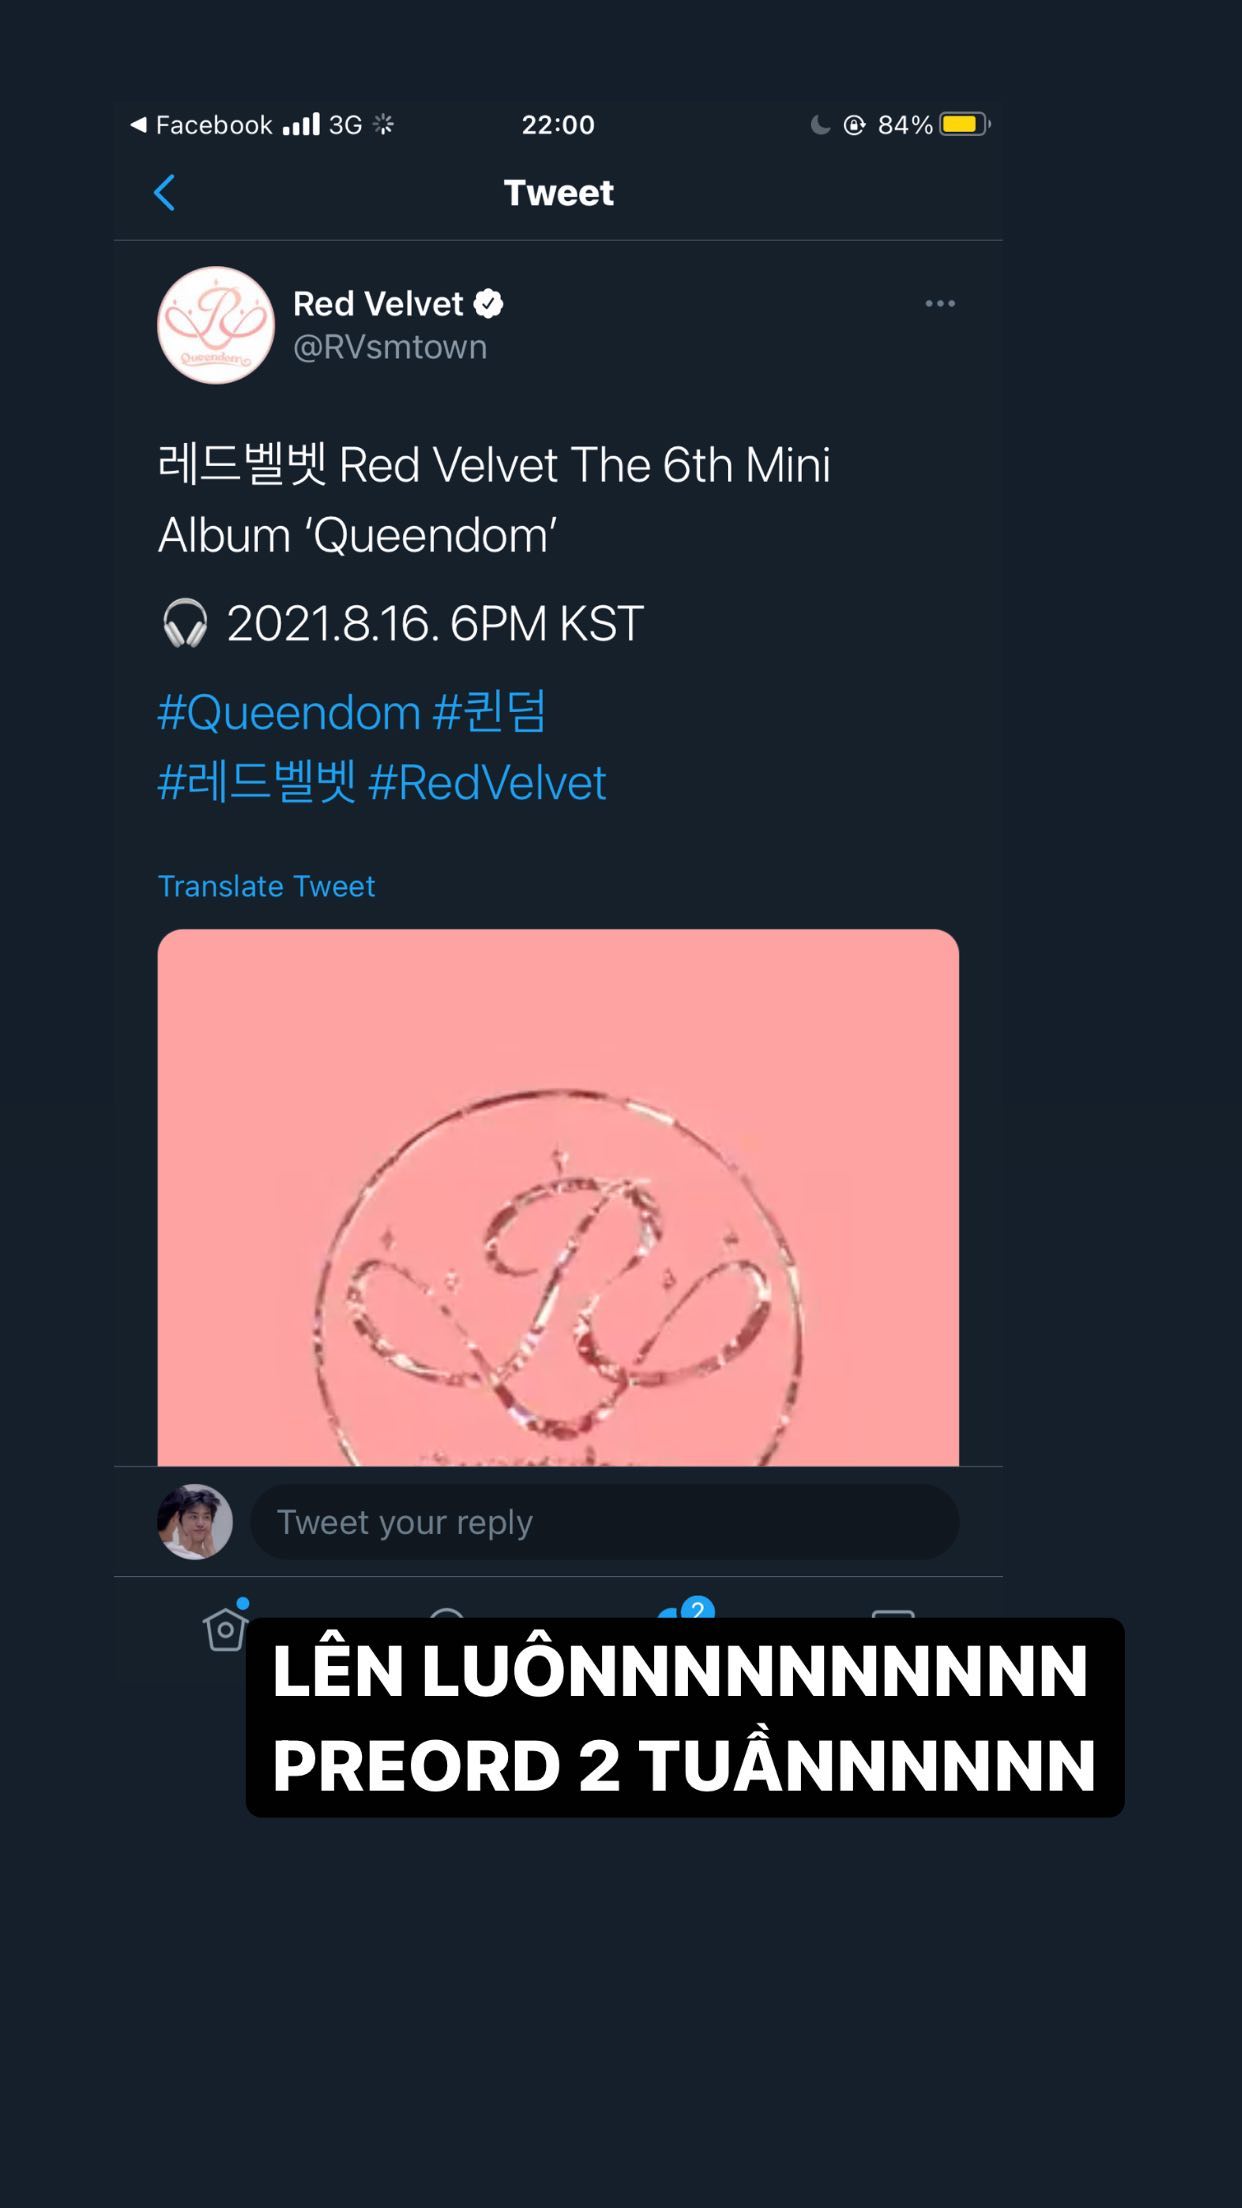 Facebook 3G 22:00 84%
Tweet
Red Velvet
@RVsmtown
Queendom
레드벨벳 Red Velvet The 6th Mini
Album ‘Queendom’
🎧 2021.8.16. 6PM KST
#Queendom #퀸덤
#레드벨벳 #RedVelvet
Translate Tweet
Tweet your reply
2
LÊN LUÔNNNNNNNNNN
PREORD 2 TUẦNNNNNN